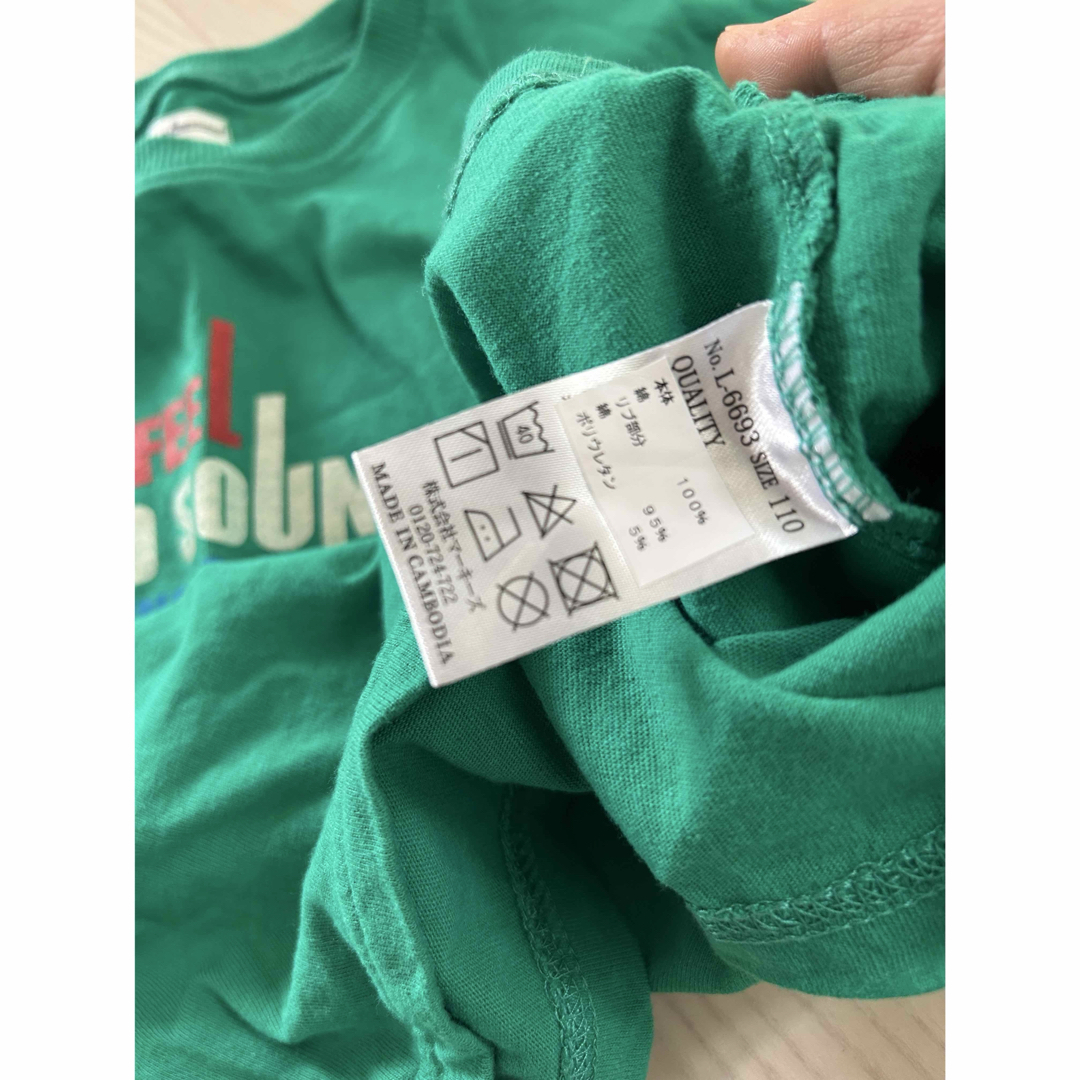 No. L-6693 SIZE 110
QUALITY
本体
綿 100%
リブ部分
綿 95%
ポリウレタン 5%
40
株式会社マーキーズ
0120-724-722
MADE IN CAMBODIA
FEEL
SOUN